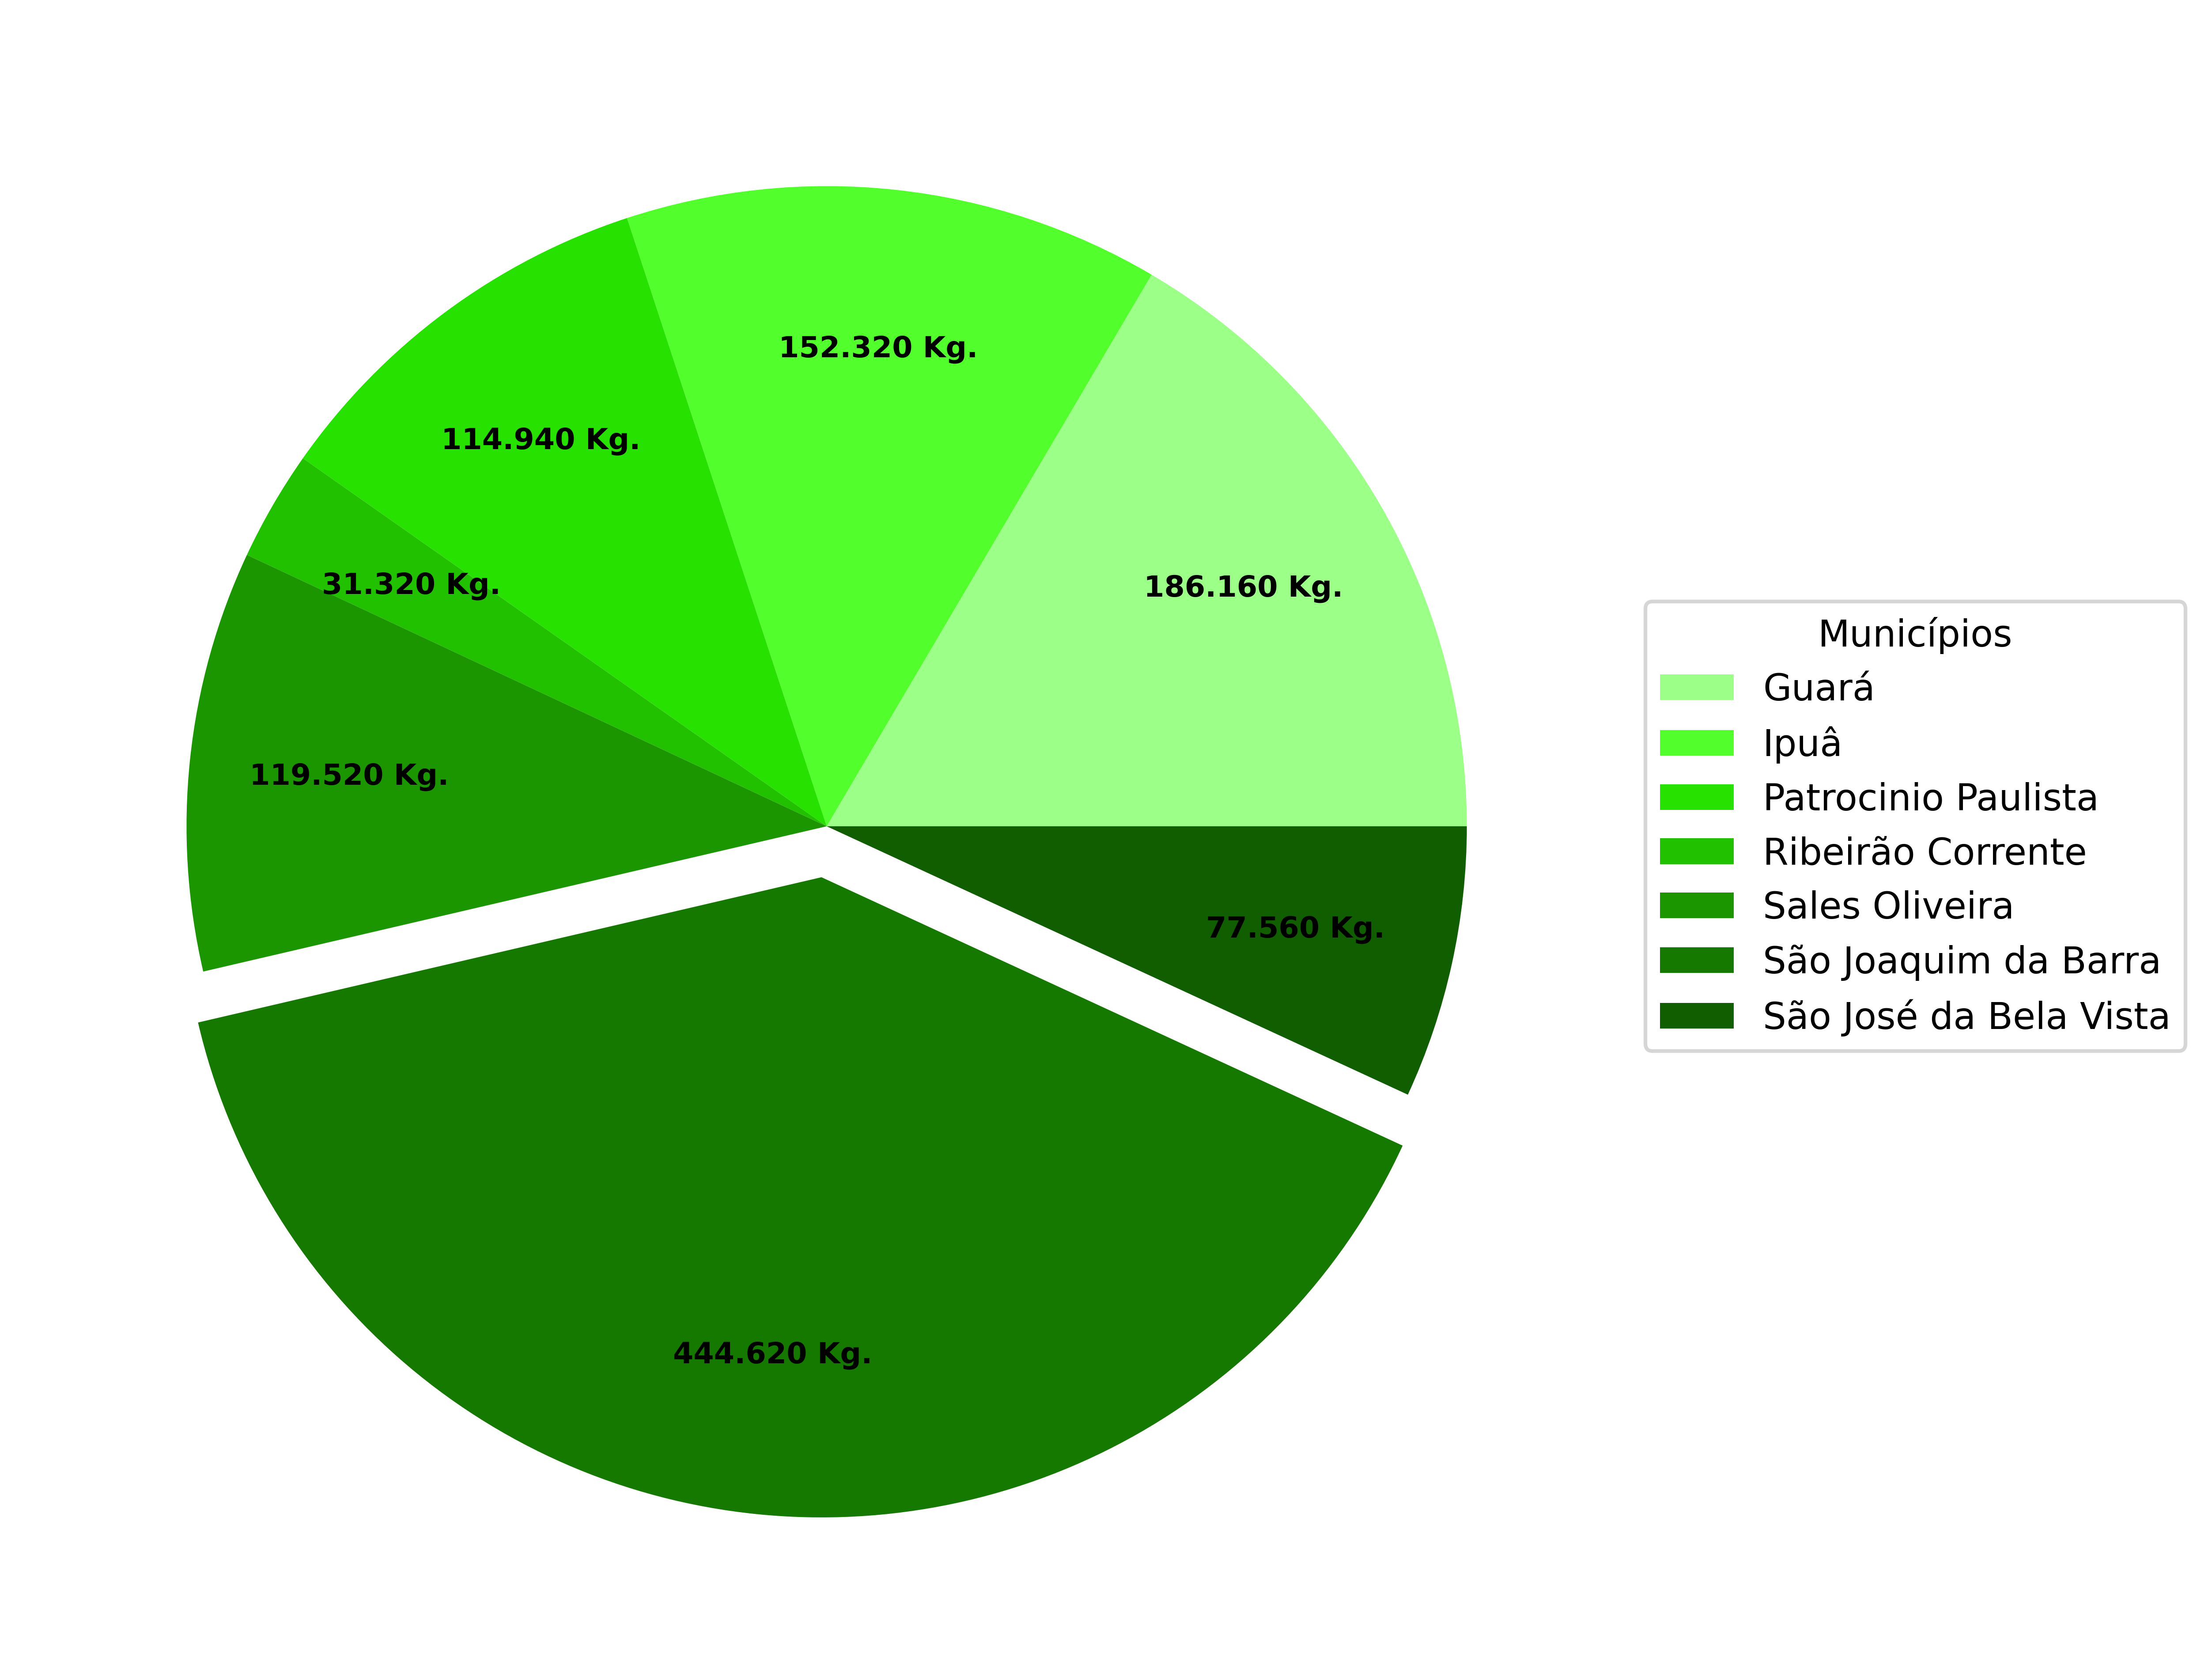 152.320 Kg.
114.940 Kg.
31.320 Kg.
186.160 Kg.
119.520 Kg.
77.560 Kg.
444.620 Kg.
Municípios
Guará
Ipuâ
Patrocinio Paulista
Ribeirão Corrente
Sales Oliveira
São Joaquim da Barra
São José da Bela Vista